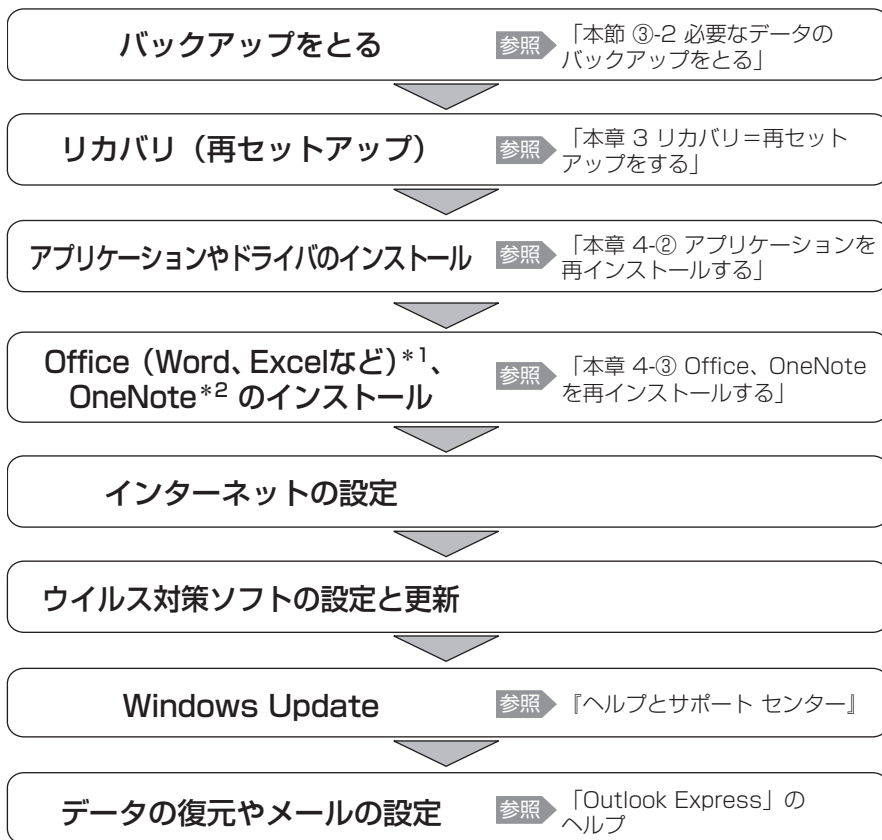 バックアップをとる
参照 「本節 ③-2 必要なデータの
バックアップをとる」
リカバリ（再セットアップ）
参照 「本章 3 リカバリ＝再セット
アップをする」
アプリケーションやドライバのインストール
参照 「本章 4-② アプリケーションを
再インストールする」
Office（Word、Excelなど）*1、
OneNote*2 のインストール
参照 「本章 4-③ Office、OneNote
を再インストールする」
インターネットの設定
ウイルス対策ソフトの設定と更新
Windows Update
参照 『ヘルプとサポート センター』
データの復元やメールの設定
参照 「Outlook Express」の
ヘルプ